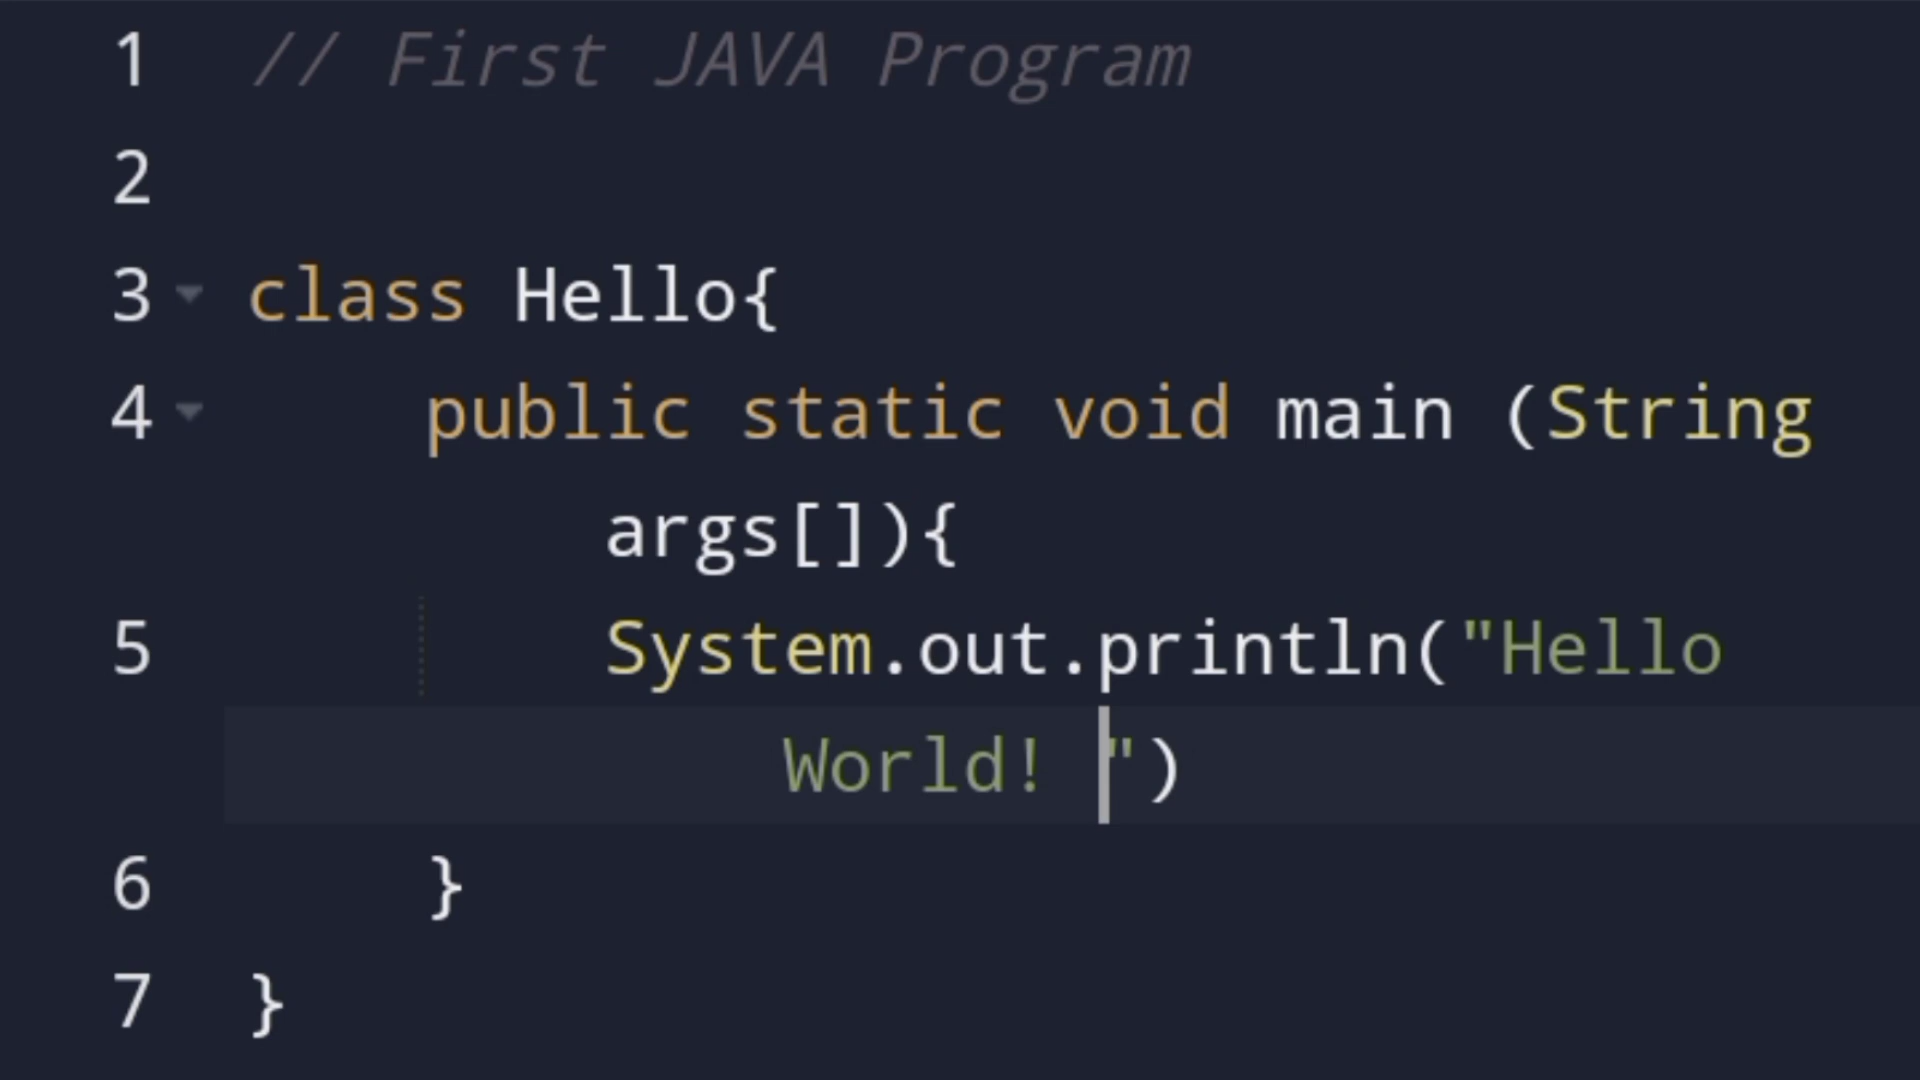 1 // First JAVA Program
2
3 class Hello{
4 public static void main (String
args[]){
5 System.out.println("Hello
World! ")
6 }
7 }